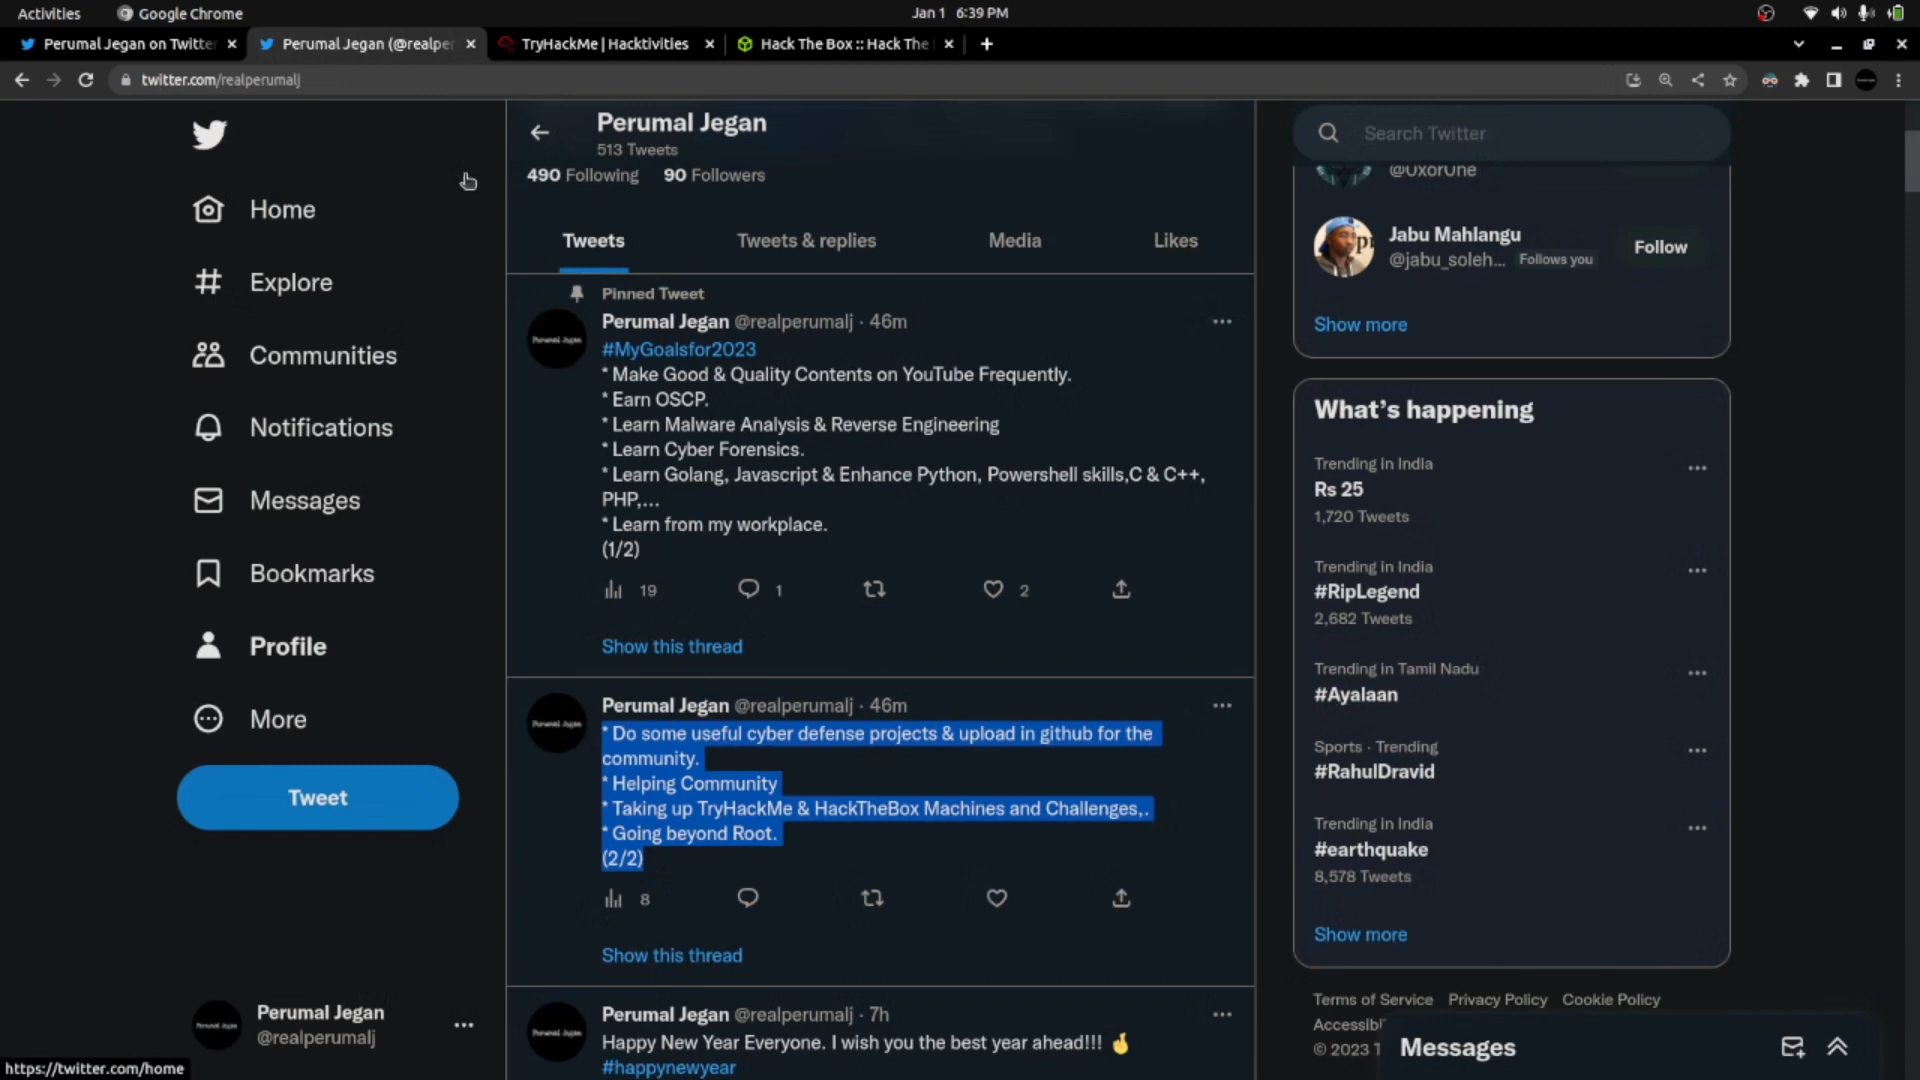 Activities
Google Chrome
Jan 1 6:39 PM
Perumal Jegan on Twitter
Perumal Jegan (@realper
TryHackMe | Hacktivities
Hack The Box :: Hack The
twitter.com/realperumalj
Home
Explore
Communities
Notifications
Messages
Bookmarks
Profile
More
Tweet
Perumal Jegan
@realperumalj
https://twitter.com/home
Perumal Jegan
513 Tweets
490 Following 90 Followers
Tweets Tweets & replies Media Likes
Pinned Tweet
Perumal Jegan @realperumalj · 46m
#MyGoalsfor2023
* Make Good & Quality Contents on YouTube Frequently.
* Earn OSCP.
* Learn Malware Analysis & Reverse Engineering
* Learn Cyber Forensics.
* Learn Golang, Javascript & Enhance Python, Powershell skills,C & C++,
PHP,...
* Learn from my workplace.
(1/2)
19 1 2
Show this thread
Perumal Jegan @realperumalj · 46m
* Do some useful cyber defense projects & upload in github for the
community.
* Helping Community
* Taking up TryHackMe & HackTheBox Machines and Challenges,.
* Going beyond Root.
(2/2)
8
Show this thread
Perumal Jegan @realperumalj · 7h
Happy New Year Everyone. I wish you the best year ahead!!! 🤞
#happynewyear
Search Twitter
@0xor0ne
Jabu Mahlangu
@jabu_soleh... Follows you
Follow
Show more
What's happening
Trending in India
Rs 25
1,720 Tweets
Trending in India
#RipLegend
2,682 Tweets
Trending in Tamil Nadu
#Ayalaan
Sports · Trending
#RahulDravid
Trending in India
#earthquake
8,578 Tweets
Show more
Terms of Service Privacy Policy Cookie Policy
Accessibi
© 2023 T
Messages